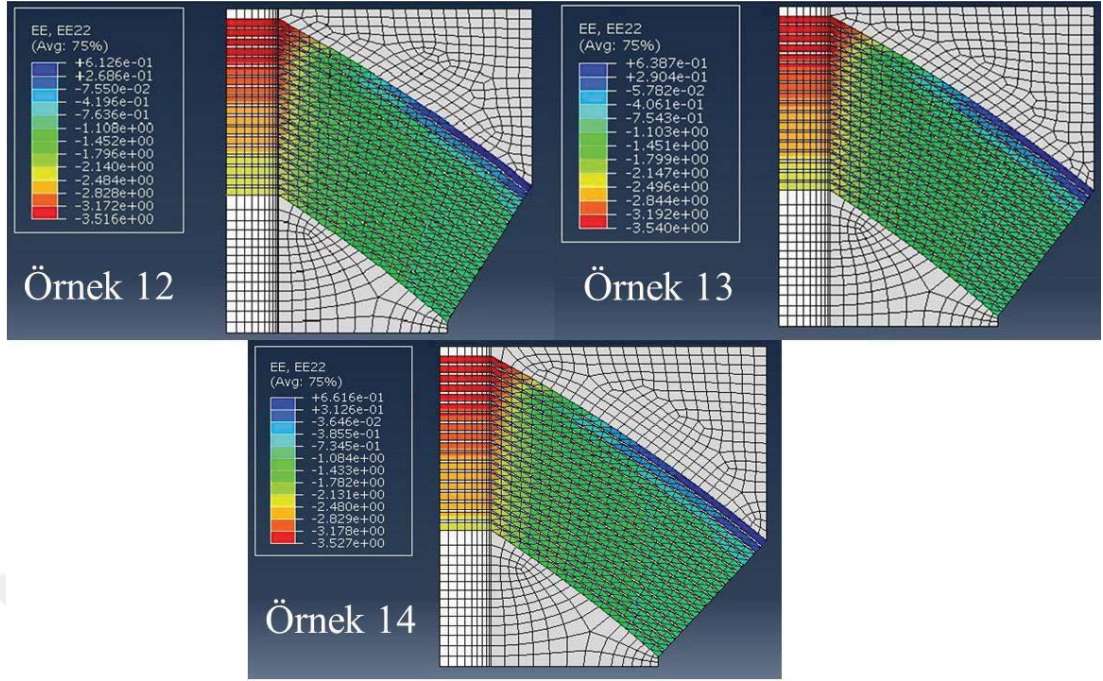 EE, EE22
(Avg: 75%)
+6.126e-01
+2.686e-01
-7.550e-02
-4.196e-01
-7.636e-01
-1.108e+00
-1.452e+00
-1.796e+00
-2.140e+00
-2.484e+00
-2.828e+00
-3.172e+00
-3.516e+00
Örnek 12
EE, EE22
(Avg: 75%)
+6.387e-01
+2.904e-01
-5.782e-02
-4.061e-01
-7.543e-01
-1.103e+00
-1.451e+00
-1.799e+00
-2.147e+00
-2.496e+00
-2.844e+00
-3.192e+00
-3.540e+00
Örnek 13
EE, EE22
(Avg: 75%)
+6.616e-01
+3.126e-01
-3.646e-02
-3.855e-01
-7.345e-01
-1.084e+00
-1.433e+00
-1.782e+00
-2.131e+00
-2.480e+00
-2.829e+00
-3.178e+00
-3.527e+00
Örnek 14